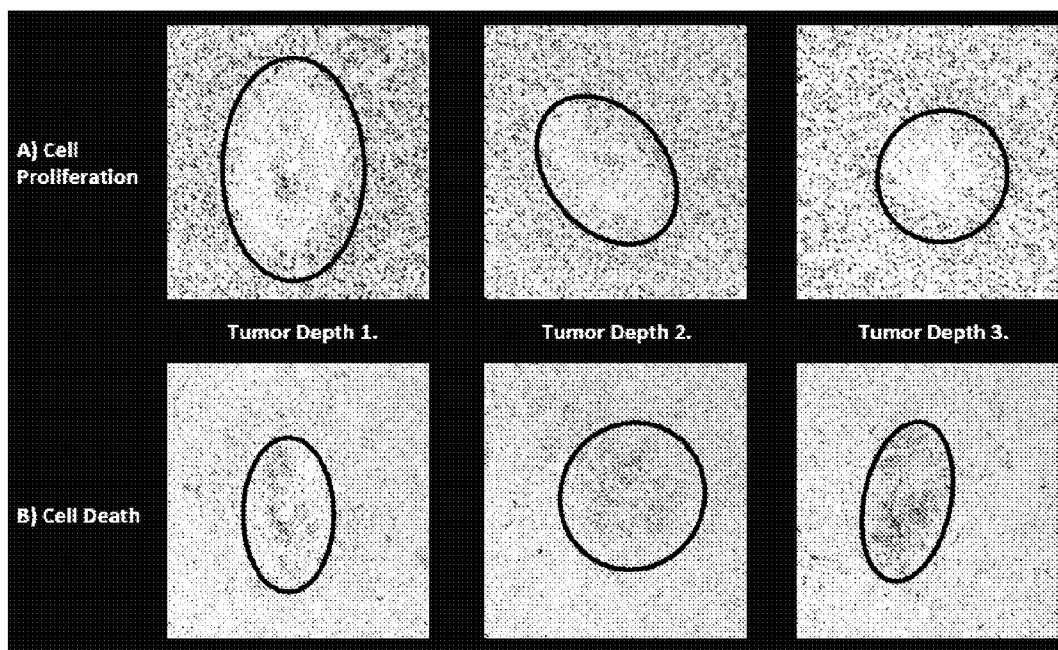 A) Cell
Proliferation
Tumor Depth 1.
Tumor Depth 2.
Tumor Depth 3.
B) Cell Death